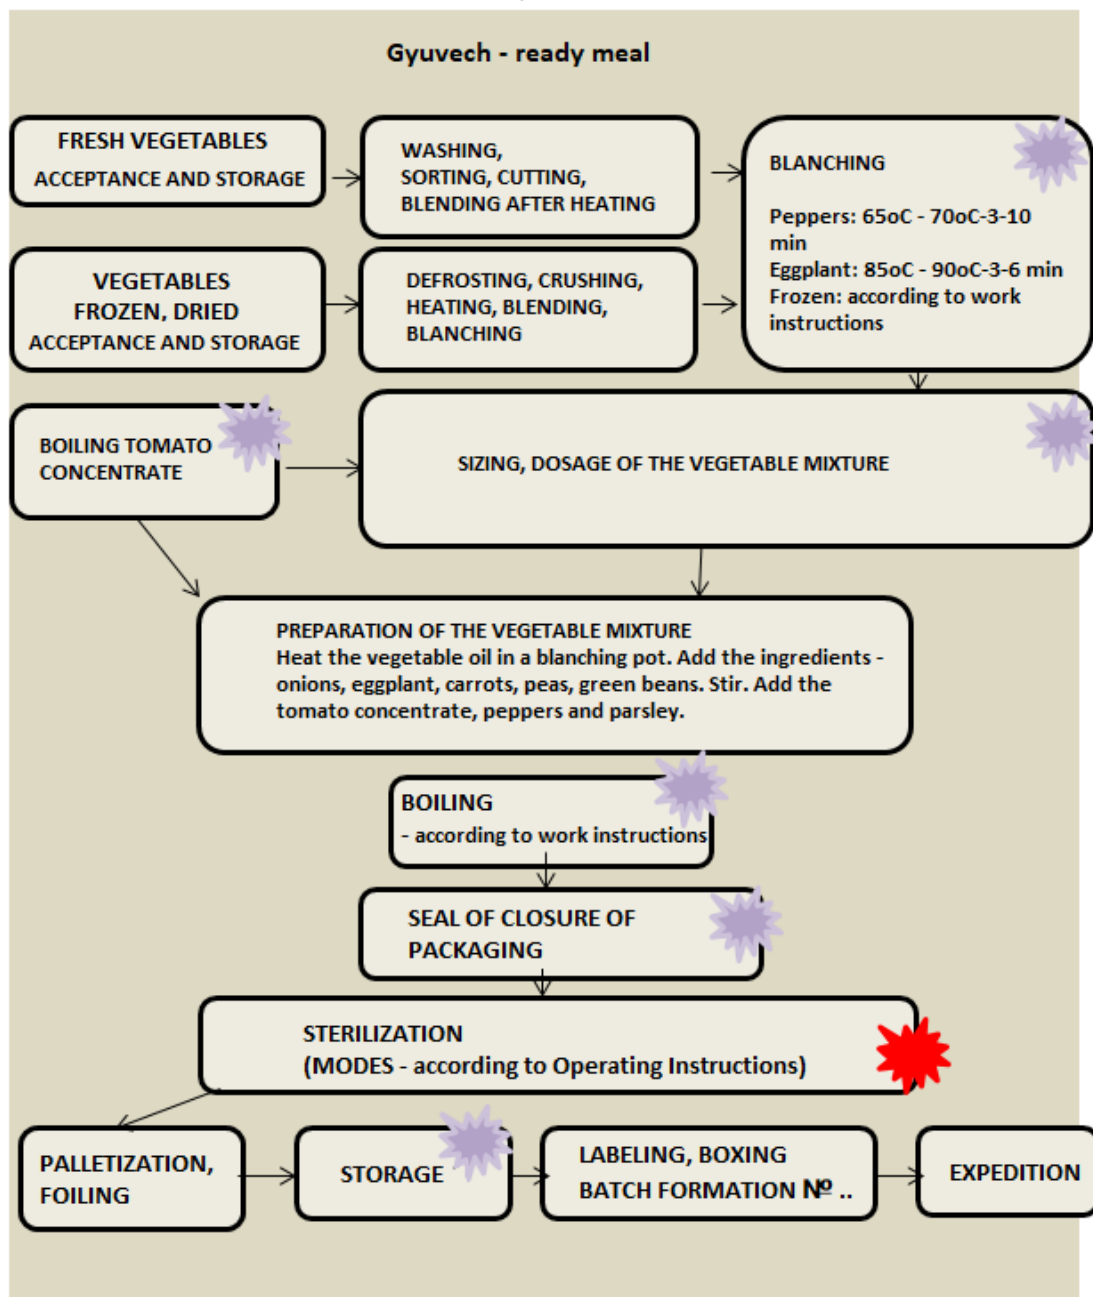 Gyuvech - ready meal
FRESH VEGETABLES
ACCEPTANCE AND STORAGE
WASHING,
SORTING, CUTTING,
BLENDING AFTER HEATING
BLANCHING
Peppers: 65oC - 70oC-3-10
min
Eggplant: 85oC - 90oC-3-6 min
Frozen: according to work
instructions
VEGETABLES
FROZEN, DRIED
ACCEPTANCE AND STORAGE
DEFROSTING, CRUSHING,
HEATING, BLENDING,
BLANCHING
BOILING TOMATO
CONCENTRATE
SIZING, DOSAGE OF THE VEGETABLE MIXTURE
PREPARATION OF THE VEGETABLE MIXTURE
Heat the vegetable oil in a blanching pot. Add the ingredients -
onions, eggplant, carrots, peas, green beans. Stir. Add the
tomato concentrate, peppers and parsley.
BOILING
- according to work instructions
SEAL OF CLOSURE OF
PACKAGING
STERILIZATION
(MODES - according to Operating Instructions)
PALLETIZATION,
FOILING
STORAGE
LABELING, BOXING
BATCH FORMATION № ..
EXPEDITION